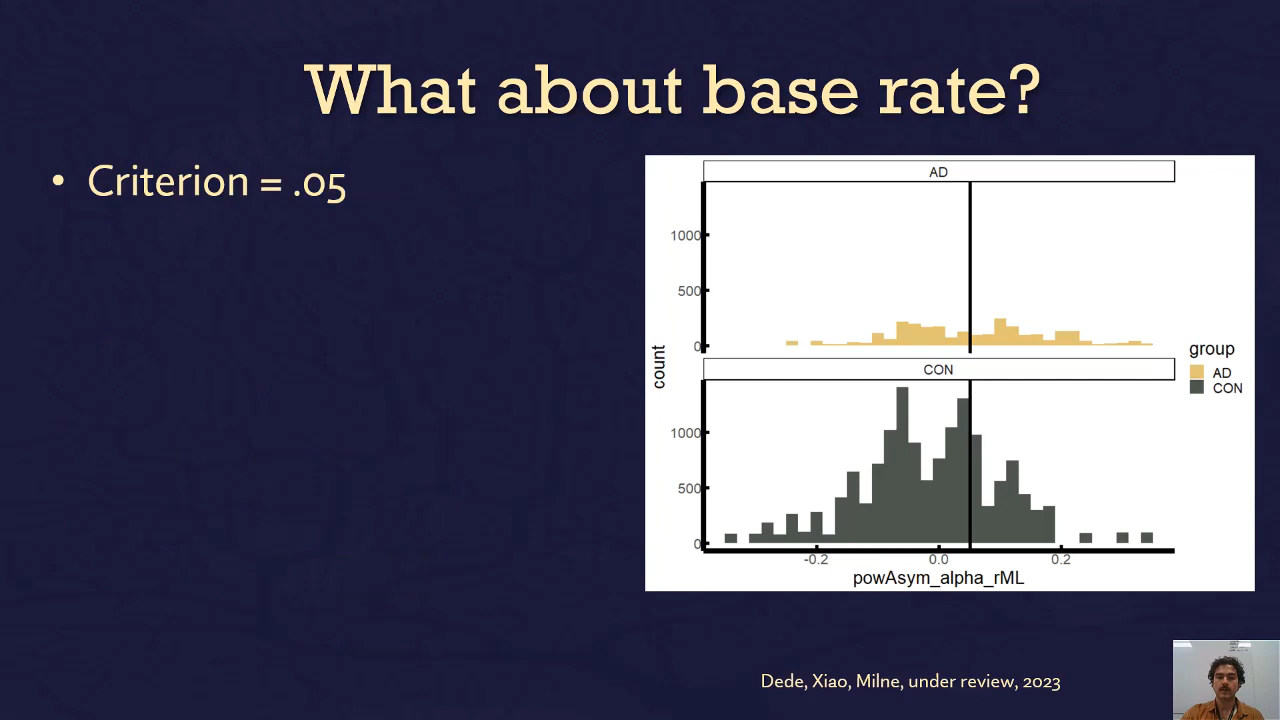 What about base rate?
• Criterion = .05
AD
1000
500
0
CON
1000
500
0
-0.2 0.0 0.2
powAsym_alpha_rML
count
group
AD
CON
Dede, Xiao, Milne, under review, 2023